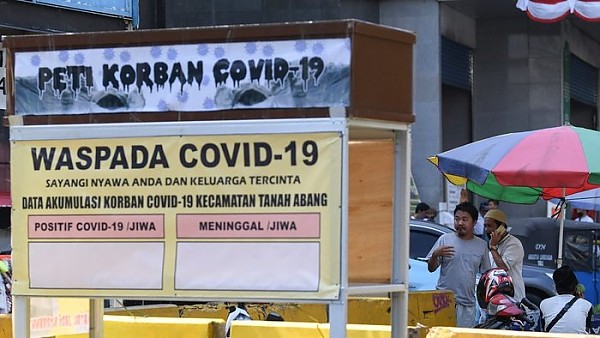 PETI KORBAN COVID-19
WASPADA COVID-19
SAYANGI NYAWA ANDA DAN KELUARGA TERCINTA
DATA AKUMULASI KORBAN COVID-19 KECAMATAN TANAH ABANG
POSITIF COVID-19 /JIWA
MENINGGAL /JIWA